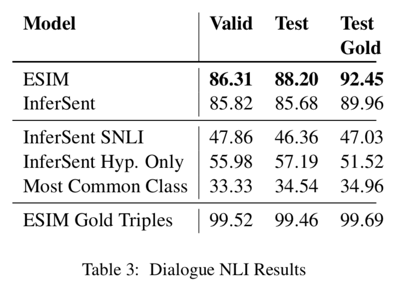 Model Valid Test Test
Gold
ESIM 86.31 88.20 92.45
InferSent 85.82 85.68 89.96
InferSent SNLI 47.86 46.36 47.03
InferSent Hyp. Only 55.98 57.19 51.52
Most Common Class 33.33 34.54 34.96
ESIM Gold Triples 99.52 99.46 99.69
Table 3: Dialogue NLI Results